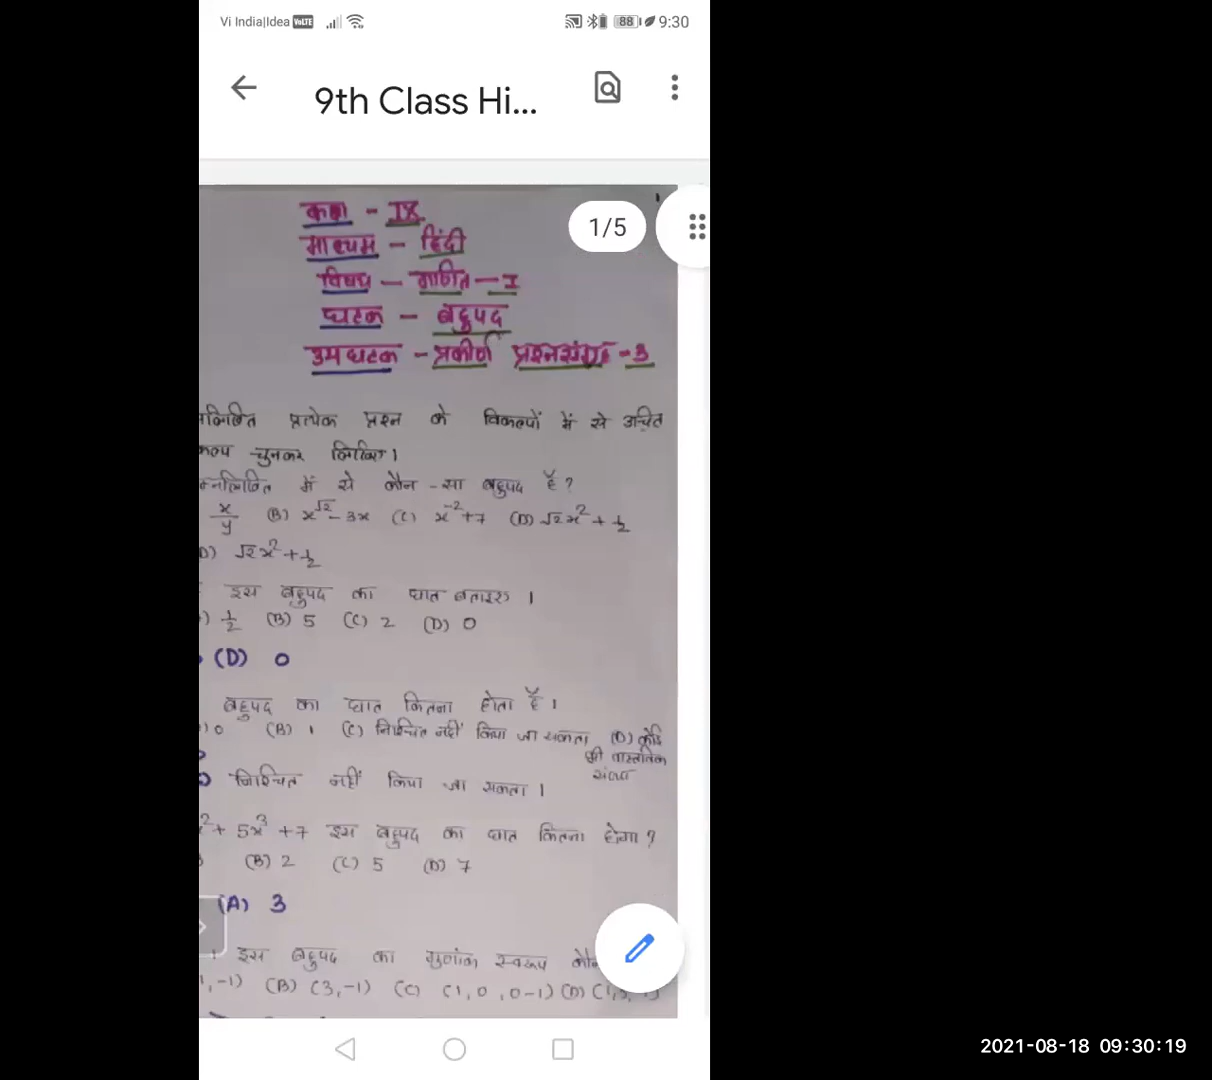 Vi India|Idea VoLTE 88 9:30
9th Class Hi...
1/5
कक्षा - IX
माध्यम - हिंदी
विषय - गणित - I
घटक - बहुपद
उपघटक - प्रकीर्ण प्रश्नसंग्रह - 3
प्रत्येक प्रश्न के विकल्पों में से उचित
चुनकर लिखिए।
में से कौन-सा बहुपद है?
x/y (B) x^√2 - 3x (C) x^-2 + 7 (D) √2x^2 + 1/2
D) √2x^2 + 1/2
इस बहुपद का घात बताइए ।
) 1/2 (B) 5 (C) 2 (D) 0
(D) 0
बहुपद का घात कितना होता है ।
) 0 (B) 1 (C) निश्चित नहीं किया जा सकता (D) कोई
भी वास्तविक
संख्या
निश्चित नहीं किया जा सकता ।
x^2 + 5x^3 + 7 इस बहुपद का घात कितना होगा ?
(B) 2 (C) 5 (D) 7
(A) 3
इस बहुपद का गुणांक स्वरूप
, -1) (B) (3, -1) (C) (1, 0, 0 -1) (D)
2021-08-18 09:30:19